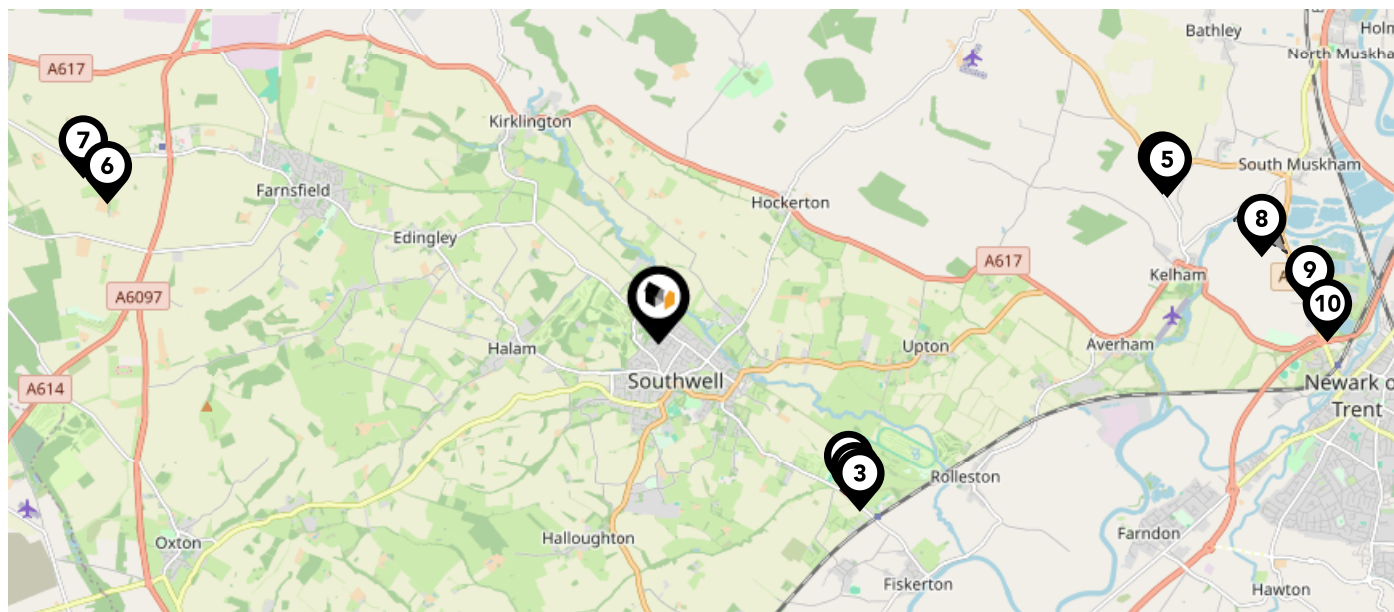 Bathley
Holm
North Muskha
A617
Kirklington
7
6
5
South Muskham
Farnsfield
Hockerton
8
Edingley
A617
Kelham
9
A6097
10
Halam
Upton
Averham
Southwell
A614
Newark o
Trent
3
Rolleston
Oxton
Halloughton
Farndon
Fiskerton
Hawton